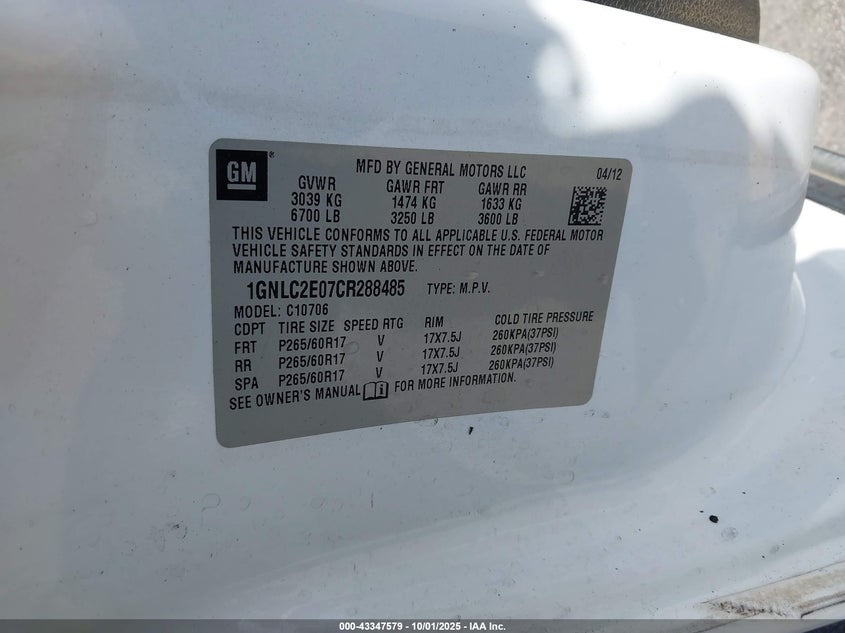 GM ®
MFD BY GENERAL MOTORS LLC 04/12
GVWR GAWR FRT GAWR RR
3039 KG 1474 KG 1633 KG
6700 LB 3250 LB 3600 LB
THIS VEHICLE CONFORMS TO ALL APPLICABLE U.S. FEDERAL MOTOR
VEHICLE SAFETY STANDARDS IN EFFECT ON THE DATE OF
MANUFACTURE SHOWN ABOVE.
1GNLC2E07CR288485 TYPE: M.P.V.
MODEL: C10706
CDPT TIRE SIZE SPEED RTG RIM COLD TIRE PRESSURE
FRT P265/60R17 V 17X7.5J 260KPA(37PSI)
RR P265/60R17 V 17X7.5J 260KPA(37PSI)
SPA P265/60R17 V 17X7.5J 260KPA(37PSI)
SEE OWNER'S MANUAL FOR MORE INFORMATION.
000-43347579 - 10/01/2025 - IAA Inc.